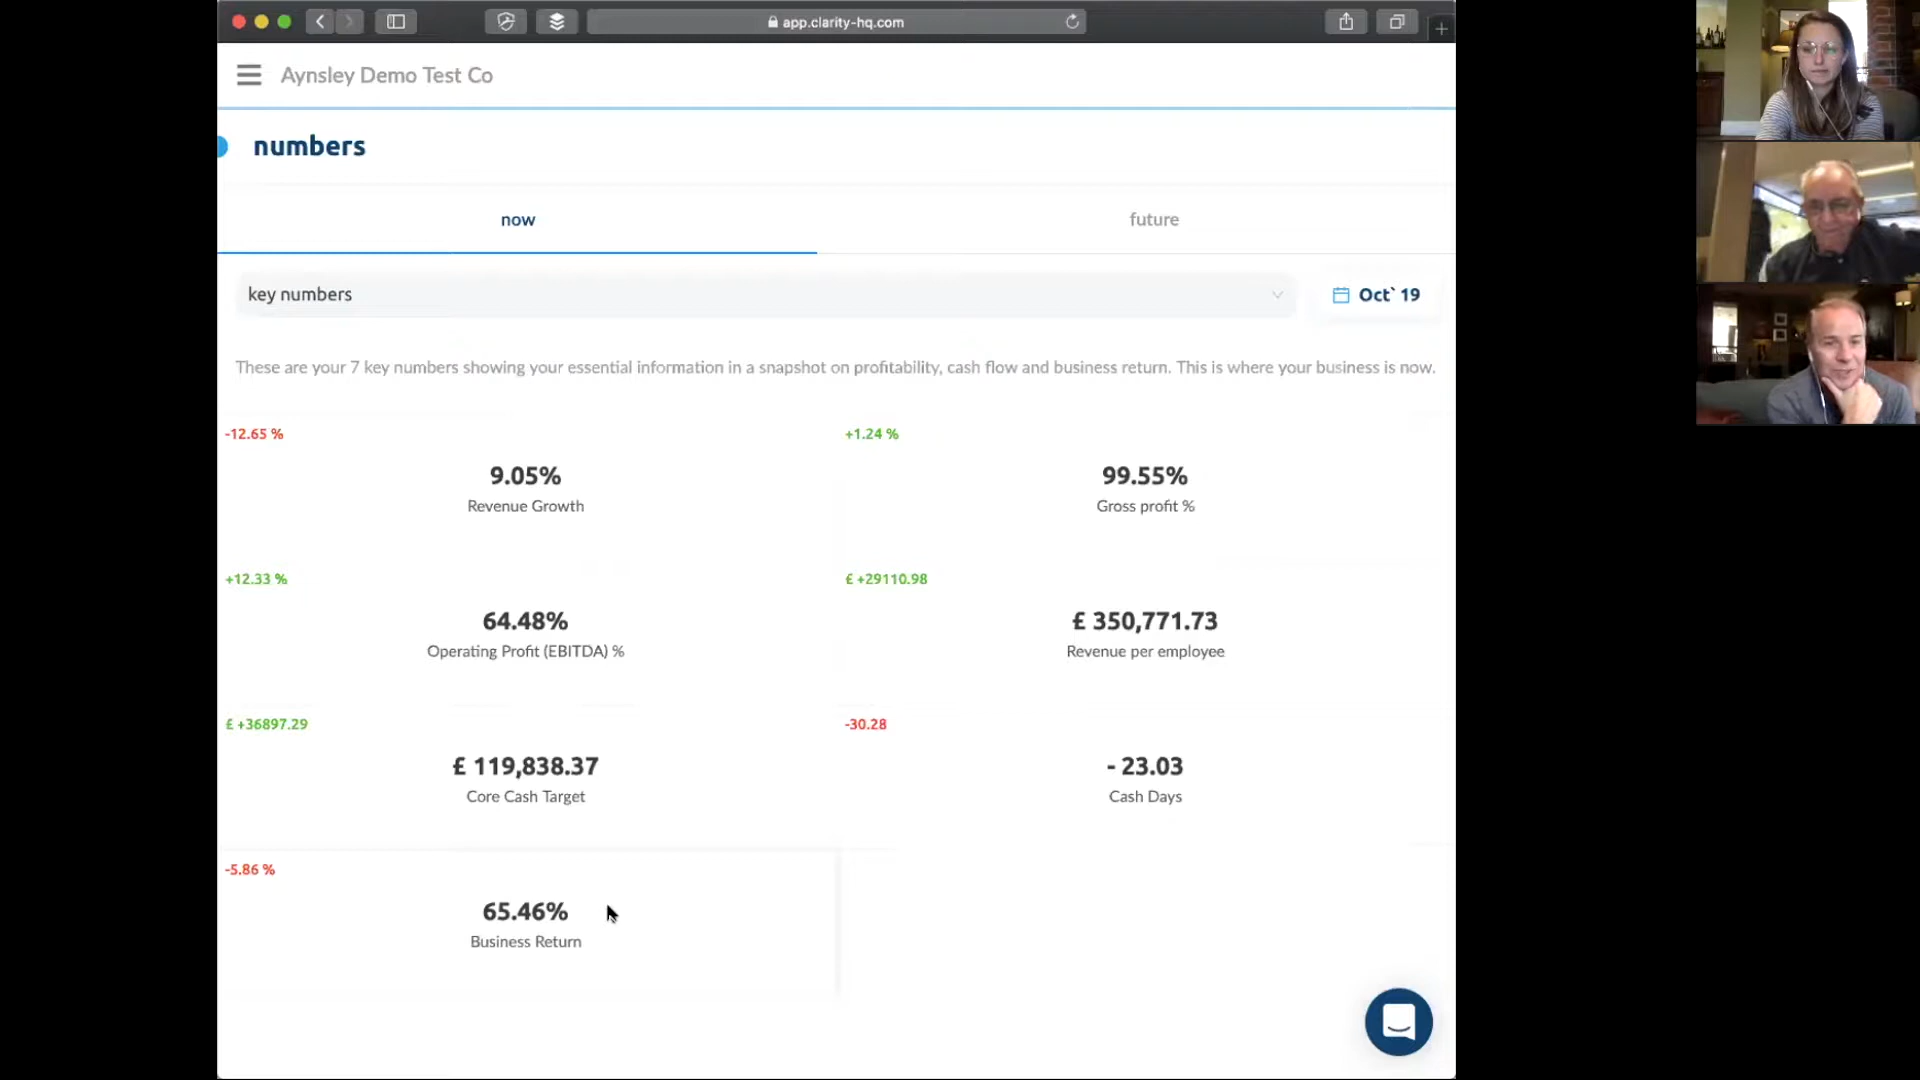 app.clarity-hq.com
Aynsley Demo Test Co
numbers
now
future
key numbers
Oct` 19
These are your 7 key numbers showing your essential information in a snapshot on profitability, cash flow and business return. This is where your business is now.
-12.65 %
9.05%
Revenue Growth
+1.24 %
99.55%
Gross profit %
+12.33 %
64.48%
Operating Profit (EBITDA) %
£ +29110.98
£ 350,771.73
Revenue per employee
£ +36897.29
£ 119,838.37
Core Cash Target
-30.28
- 23.03
Cash Days
-5.86 %
65.46%
Business Return